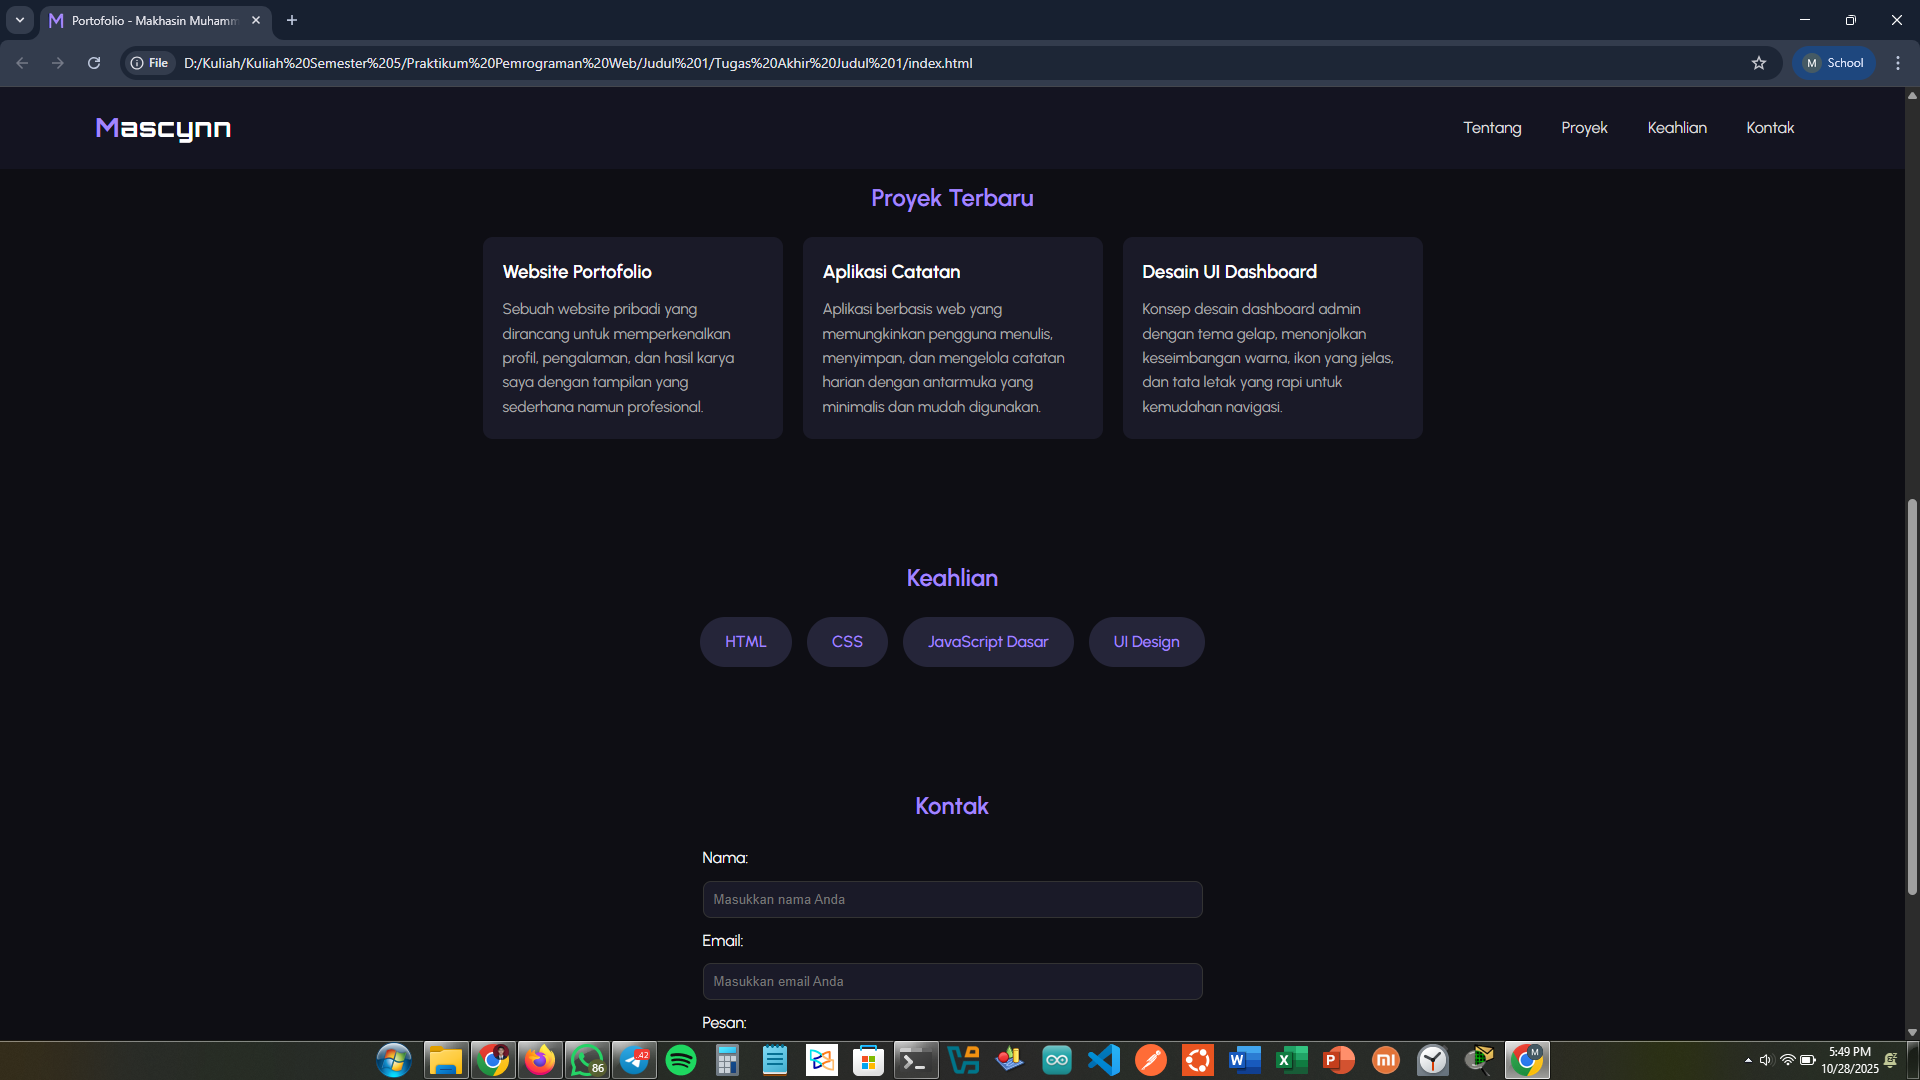 Portofolio - Makhasin Muhamm
File
D:/Kuliah/Kuliah%20Semester%205/Praktikum%20Pemrograman%20Web/Judul%201/Tugas%20Akhir%20Judul%201/index.html
M School
Mascynn
Tentang
Proyek
Keahlian
Kontak
Proyek Terbaru
Website Portofolio
Sebuah website pribadi yang
dirancang untuk memperkenalkan
profil, pengalaman, dan hasil karya
saya dengan tampilan yang
sederhana namun profesional.
Aplikasi Catatan
Aplikasi berbasis web yang
memungkinkan pengguna menulis,
menyimpan, dan mengelola catatan
harian dengan antarmuka yang
minimalis dan mudah digunakan.
Desain UI Dashboard
Konsep desain dashboard admin
dengan tema gelap, menonjolkan
keseimbangan warna, ikon yang jelas,
dan tata letak yang rapi untuk
kemudahan navigasi.
Keahlian
HTML
CSS
JavaScript Dasar
UI Design
Kontak
Nama:
Masukkan nama Anda
Email:
Masukkan email Anda
Pesan:
86
42
5:49 PM
10/28/2025